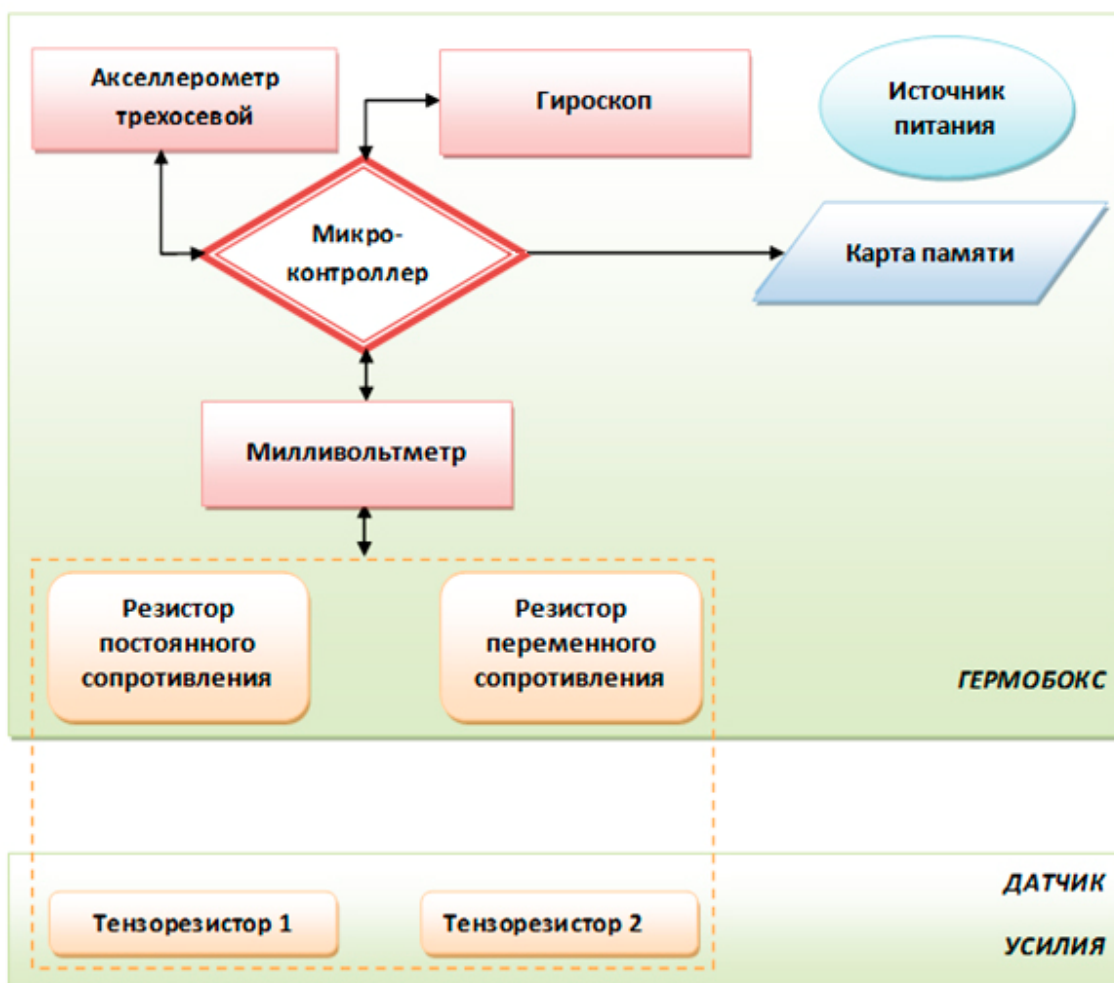 Акселлерометр
трехосевой
Гироскоп
Источник
питания
Микро-
контроллер
Карта памяти
Милливольтметр
Резистор
постоянного
сопротивления
Резистор
переменного
сопротивления
ГЕРМОБОКС
ДАТЧИК
УСИЛИЯ
Тензорезистор 1
Тензорезистор 2